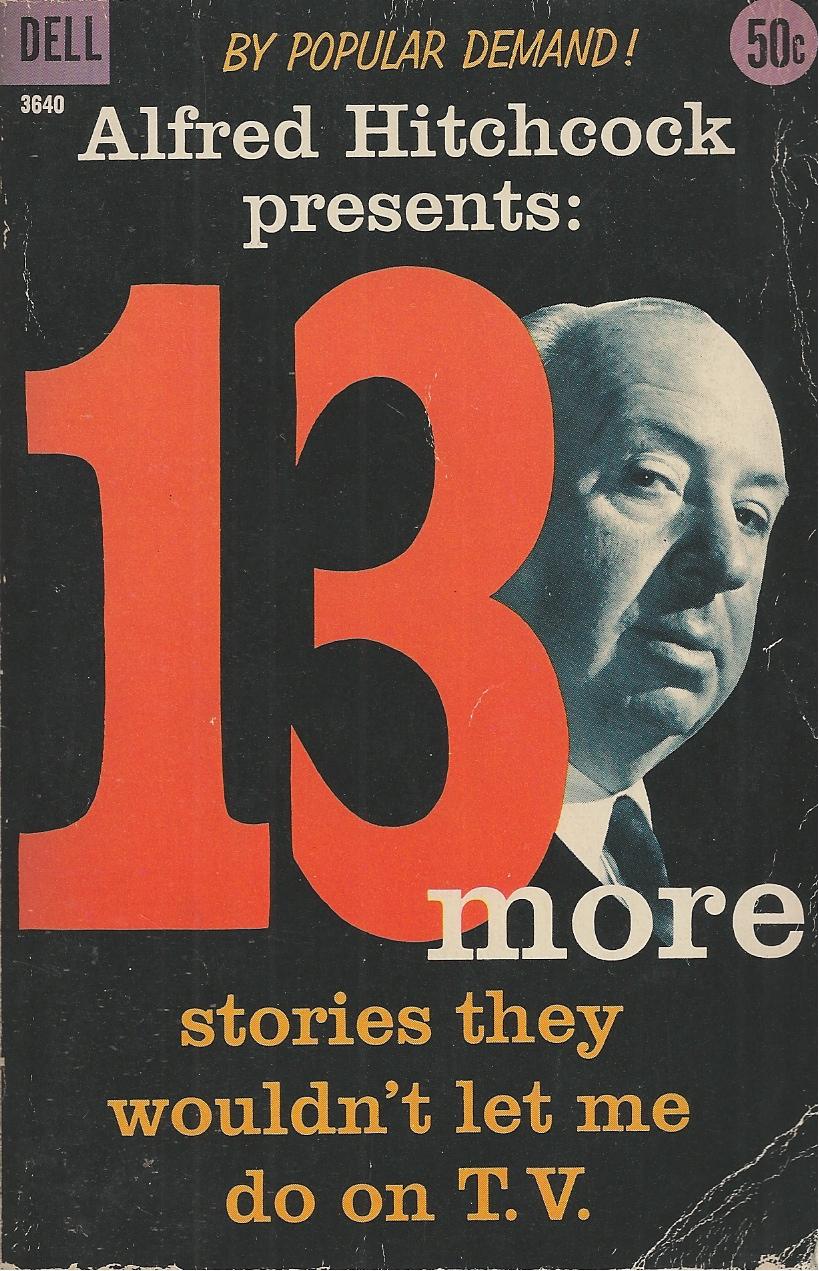 DELL
BY POPULAR DEMAND!
50c
3640
Alfred Hitchcock
presents:
13
more
stories they
wouldn't let me
do on T.V.